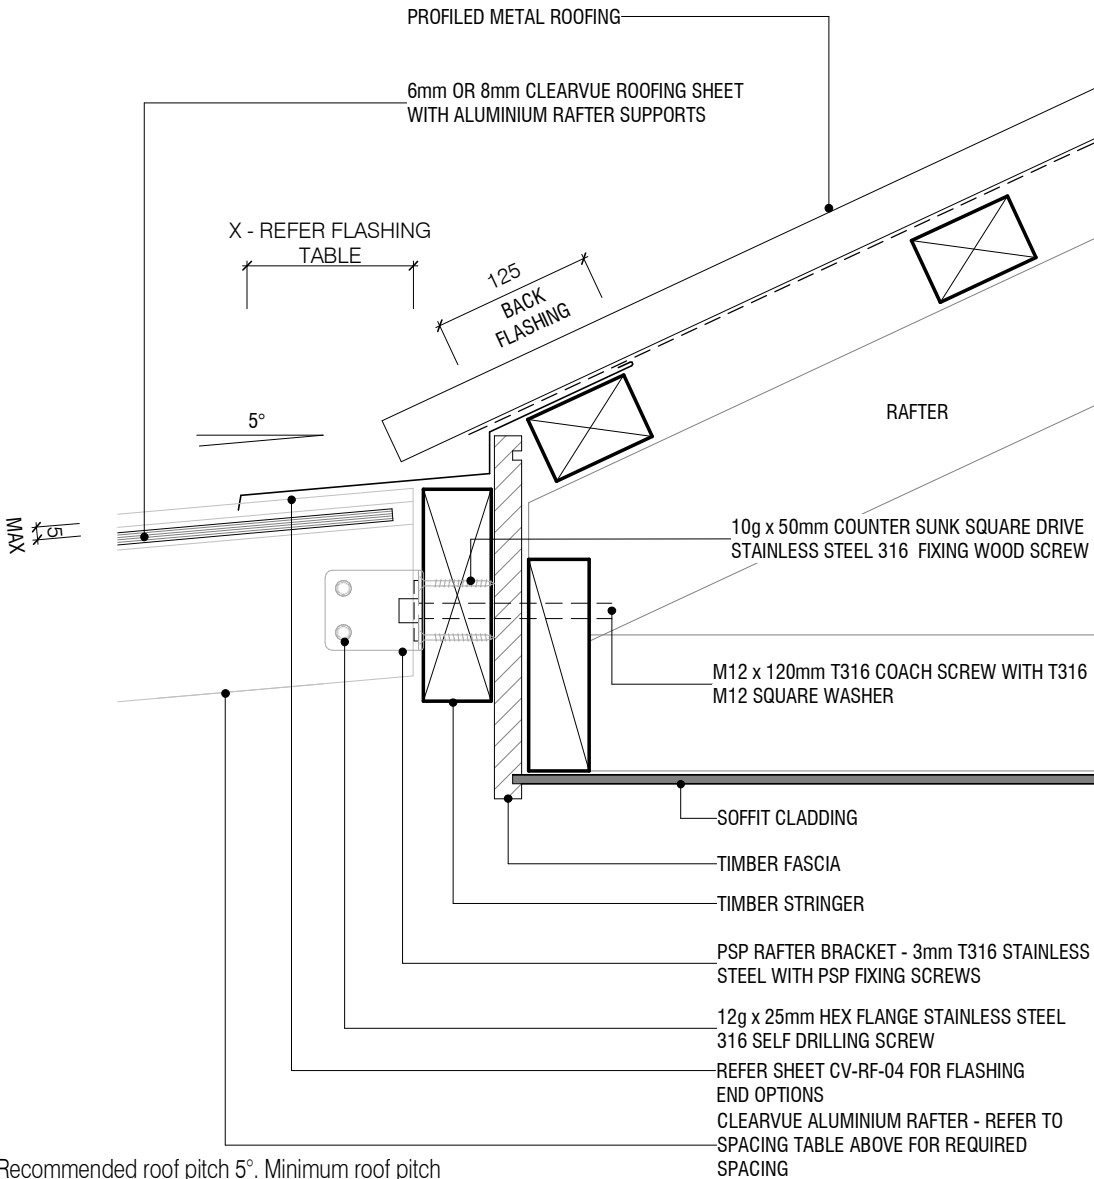 PROFILED METAL ROOFING
6mm OR 8mm CLEARVUE ROOFING SHEET
WITH ALUMINIUM RAFTER SUPPORTS
X - REFER FLASHING
TABLE
125
BACK
FLASHING
5°
RAFTER
MAX
5
10g x 50mm COUNTER SUNK SQUARE DRIVE
STAINLESS STEEL 316 FIXING WOOD SCREW
M12 x 120mm T316 COACH SCREW WITH T316
M12 SQUARE WASHER
SOFFIT CLADDING
TIMBER FASCIA
TIMBER STRINGER
PSP RAFTER BRACKET - 3mm T316 STAINLESS
STEEL WITH PSP FIXING SCREWS
12g x 25mm HEX FLANGE STAINLESS STEEL
316 SELF DRILLING SCREW
REFER SHEET CV-RF-04 FOR FLASHING
END OPTIONS
CLEARVUE ALUMINIUM RAFTER - REFER TO
SPACING TABLE ABOVE FOR REQUIRED
SPACING
Recommended roof pitch 5°. Minimum roof pitch